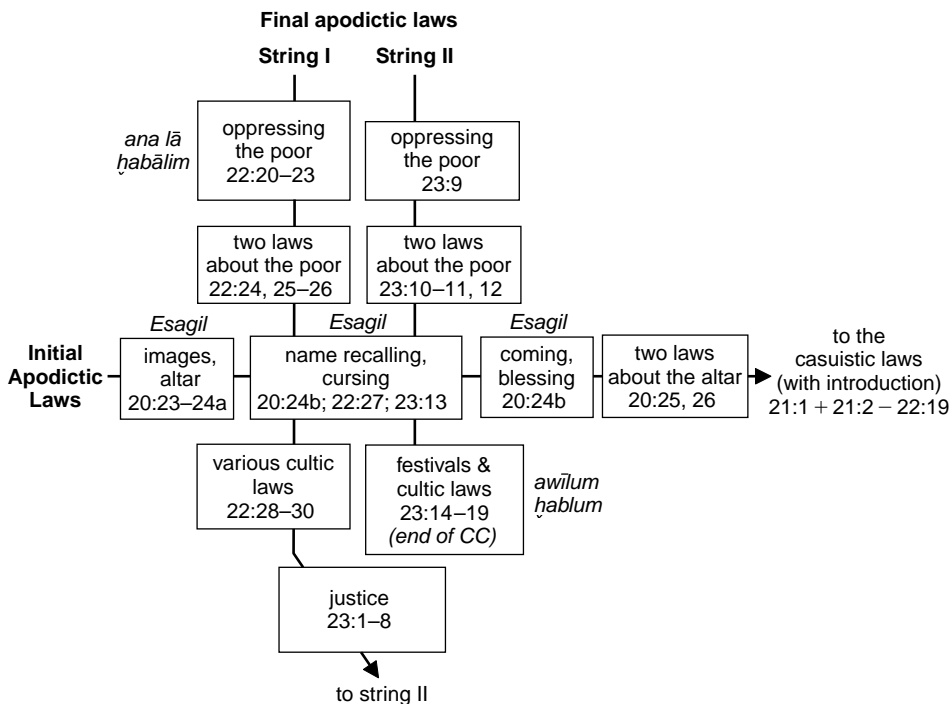 Final apodictic laws
String I
String II
ana lā
ḫabālim
oppressing
the poor
22:20–23
oppressing
the poor
23:9
two laws
about the poor
22:24, 25–26
two laws
about the poor
23:10–11, 12
Initial
Apodictic
Laws
Esagil
images,
altar
20:23–24a
Esagil
name recalling,
cursing
20:24b; 22:27; 23:13
Esagil
coming,
blessing
20:24b
two laws
about the altar
20:25, 26
to the
casuistic laws
(with introduction)
21:1 + 21:2 – 22:19
various cultic
laws
22:28–30
festivals &
cultic laws
23:14–19
(end of CC)
awīlum
ḫablum
justice
23:1–8
to string II